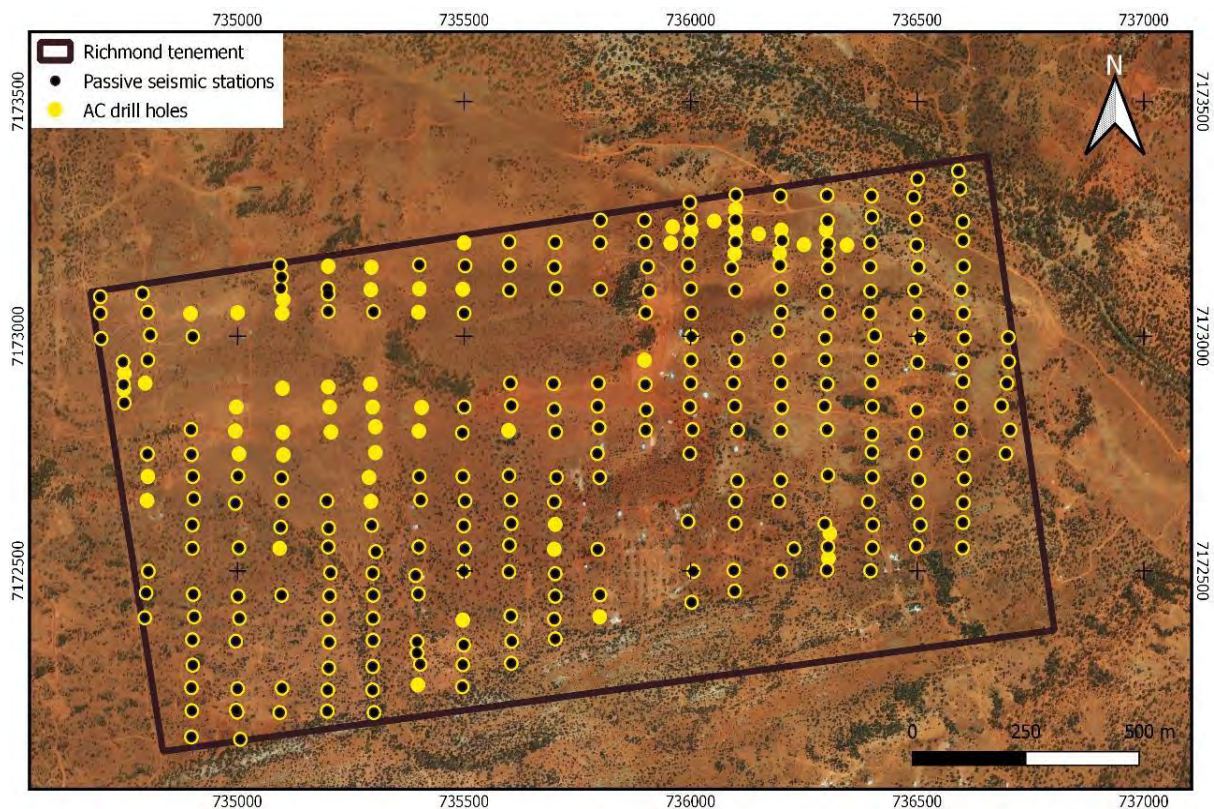 735000 735500 736000 736500 737000
Richmond tenement
Passive seismic stations
AC drill holes
N
7173500 7173500
7173000 7173000
7172500 7172500
0 250 500 m
735000 735500 736000 736500 737000